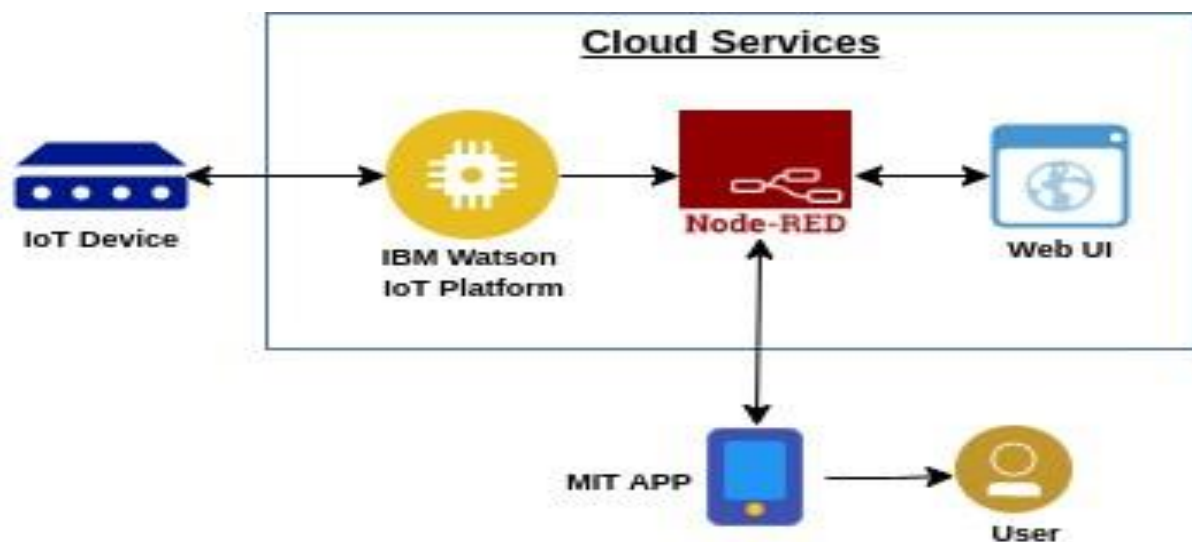 Cloud Services
IoT Device
IBM Watson
IoT Platform
Node-RED
Web UI
MIT APP
User